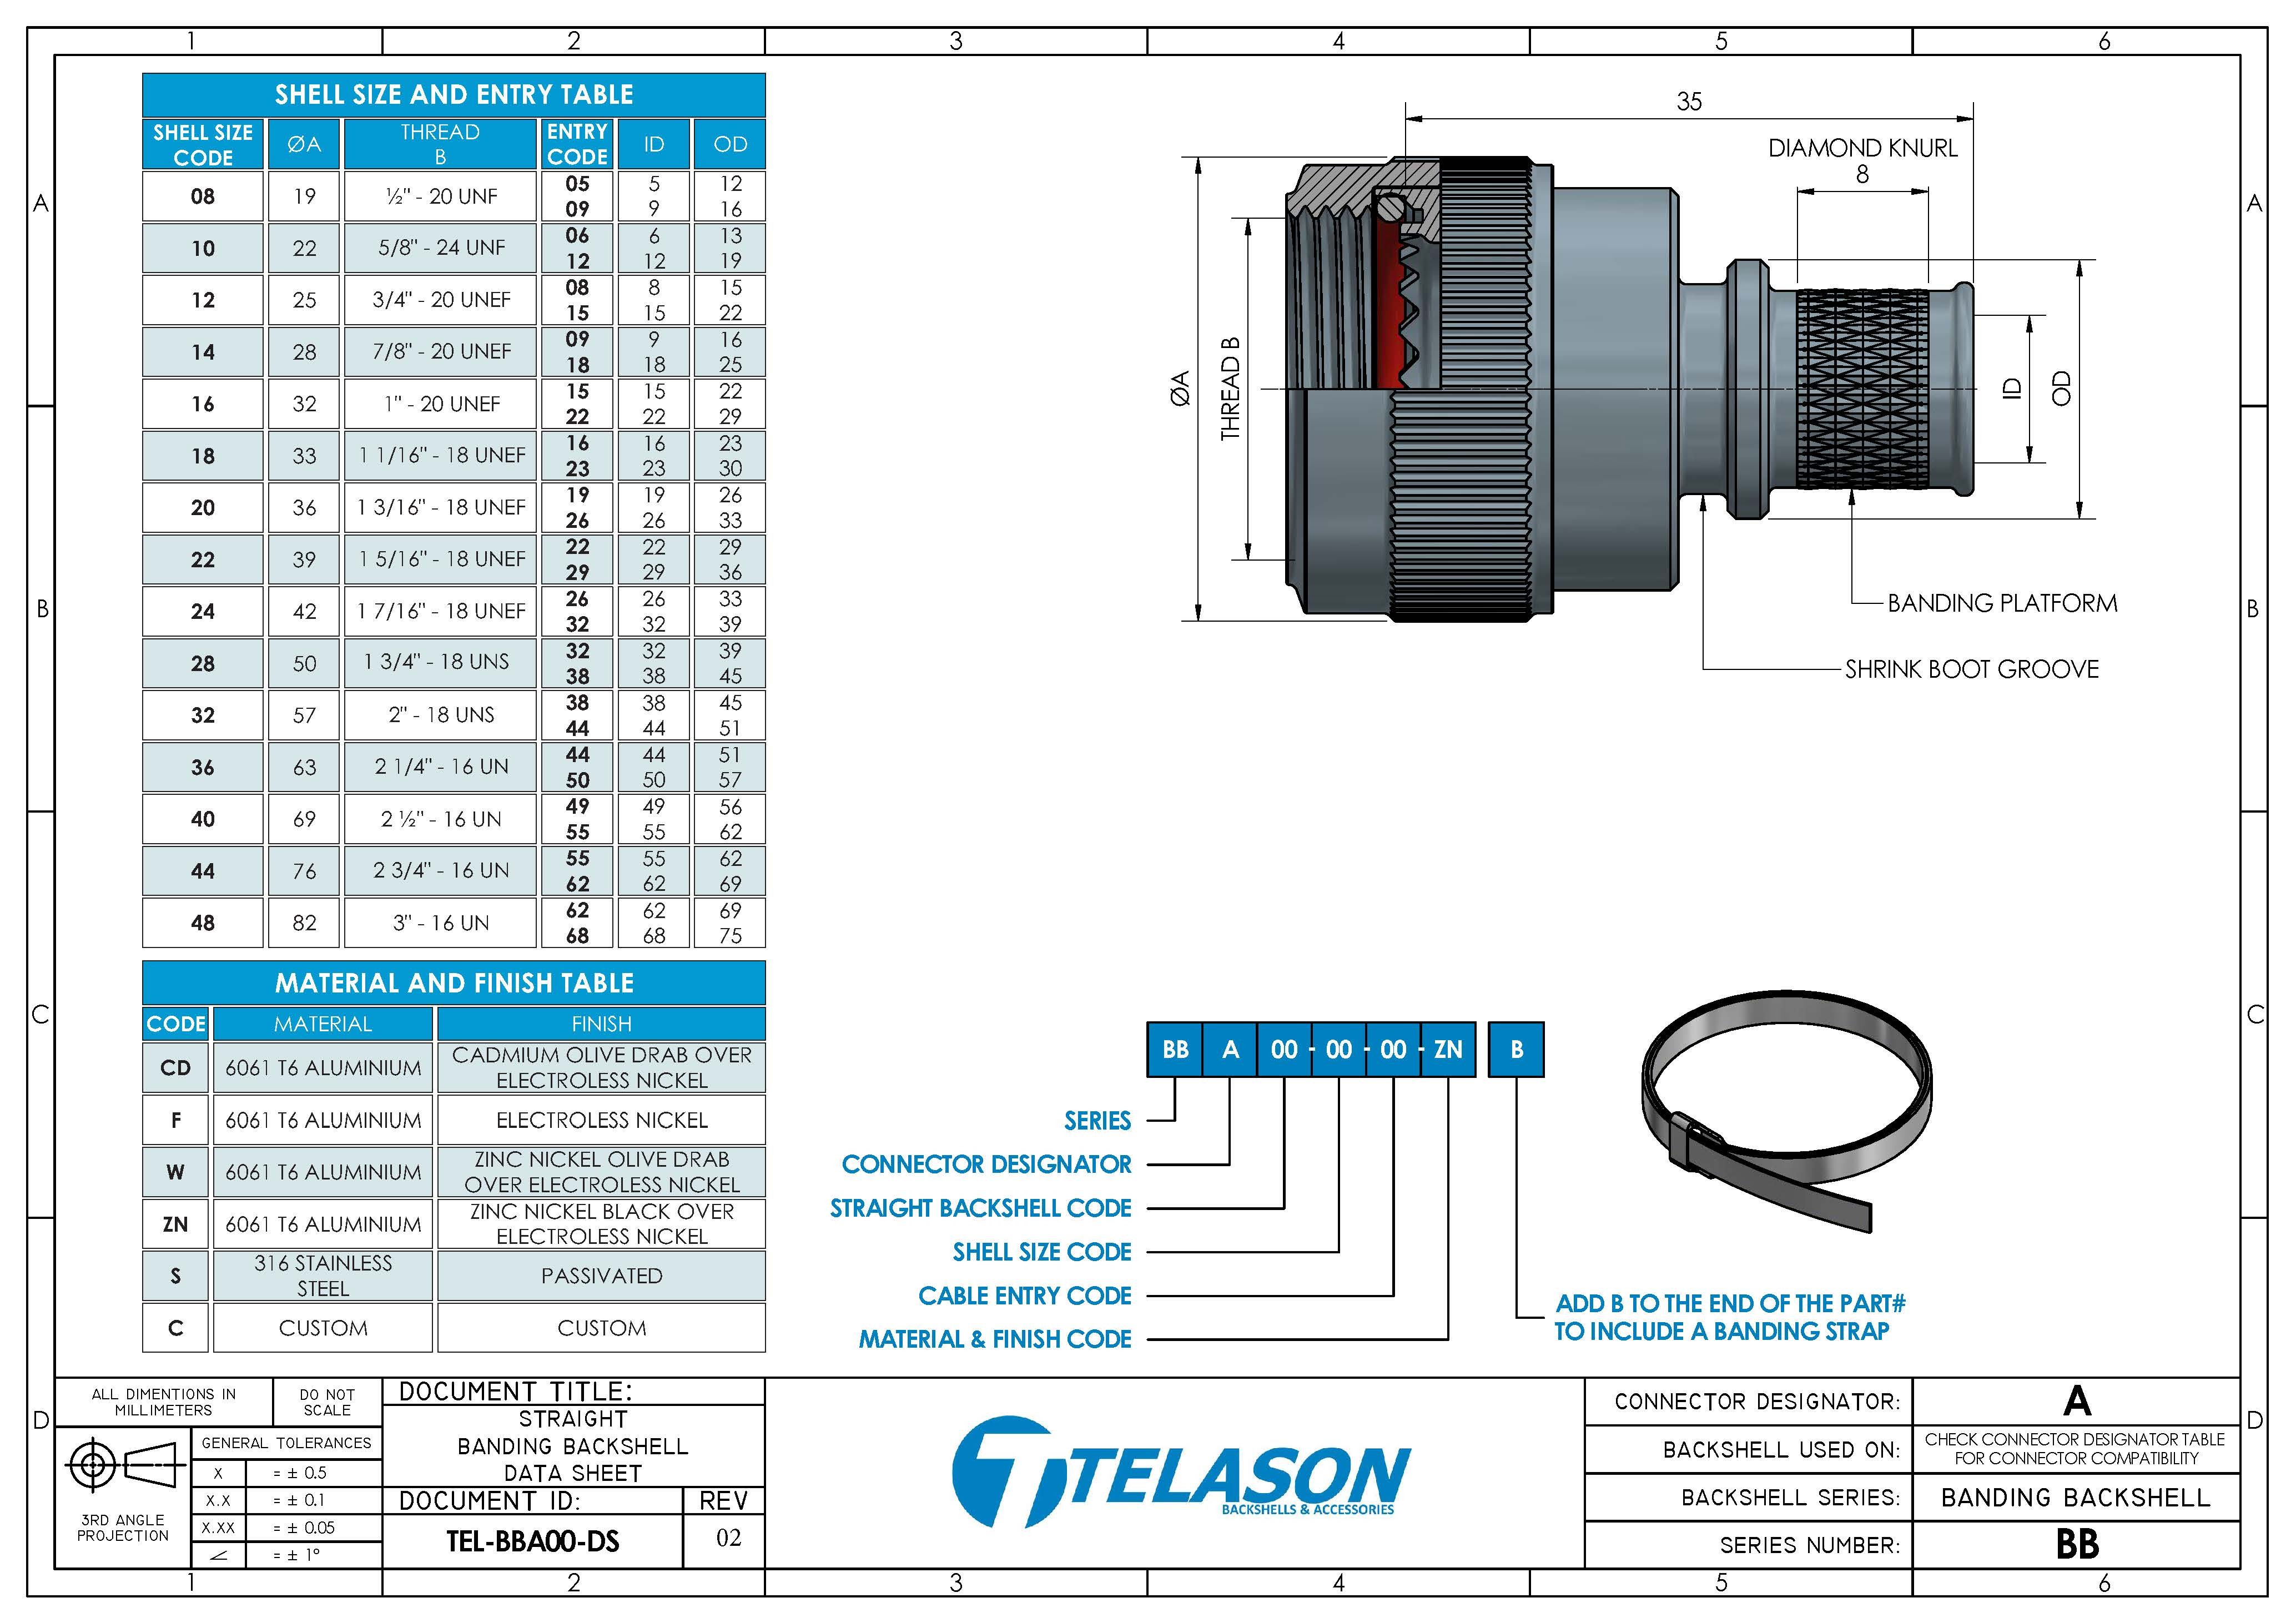 1 2 3 4 5 6
A A
B B
C C
D D
SHELL SIZE AND ENTRY TABLE
SHELL SIZE CODE ØA THREAD B ENTRY CODE ID OD
08 19 ½" - 20 UNF 05 5 12
09 9 16
10 22 5/8" - 24 UNF 06 6 13
12 12 19
12 25 3/4" - 20 UNEF 08 8 15
15 15 22
14 28 7/8" - 20 UNEF 09 9 16
18 18 25
16 32 1" - 20 UNEF 15 15 22
22 22 29
18 33 1 1/16" - 18 UNEF 16 16 23
23 23 30
20 36 1 3/16" - 18 UNEF 19 19 26
26 26 33
22 39 1 5/16" - 18 UNEF 22 22 29
29 29 36
24 42 1 7/16" - 18 UNEF 26 26 33
32 32 39
28 50 1 3/4" - 18 UNS 32 32 39
38 38 45
32 57 2" - 18 UNS 38 38 45
44 44 51
36 63 2 1/4" - 16 UN 44 44 51
50 50 57
40 69 2 ½" - 16 UN 49 49 56
55 55 62
44 76 2 3/4" - 16 UN 55 55 62
62 62 69
48 82 3" - 16 UN 62 62 69
68 68 75
MATERIAL AND FINISH TABLE
CODE MATERIAL FINISH
CD 6061 T6 ALUMINIUM CADMIUM OLIVE DRAB OVER
ELECTROLESS NICKEL
F 6061 T6 ALUMINIUM ELECTROLESS NICKEL
W 6061 T6 ALUMINIUM ZINC NICKEL OLIVE DRAB
OVER ELECTROLESS NICKEL
ZN 6061 T6 ALUMINIUM ZINC NICKEL BLACK OVER
ELECTROLESS NICKEL
S 316 STAINLESS
STEEL PASSIVATED
C CUSTOM CUSTOM
35
DIAMOND KNURL
8
ØA
THREAD B
ID
OD
BANDING PLATFORM
SHRINK BOOT GROOVE
BB A 00 - 00 - 00 - ZN B
SERIES
CONNECTOR DESIGNATOR
STRAIGHT BACKSHELL CODE
SHELL SIZE CODE
CABLE ENTRY CODE
MATERIAL & FINISH CODE
ADD B TO THE END OF THE PART#
TO INCLUDE A BANDING STRAP
ALL DIMENTIONS IN
MILLIMETERS
DO NOT
SCALE
GENERAL TOLERANCES
X = ± 0.5
X.X = ± 0.1
X.XX = ± 0.05
∠ = ± 1°
3RD ANGLE
PROJECTION
DOCUMENT TITLE:
STRAIGHT
BANDING BACKSHELL
DATA SHEET
DOCUMENT ID: REV
TEL-BBA00-DS 02
TELASON
BACKSHELLS & ACCESSORIES
CONNECTOR DESIGNATOR: A
BACKSHELL USED ON: CHECK CONNECTOR DESIGNATOR TABLE
FOR CONNECTOR COMPATIBILITY
BACKSHELL SERIES: BANDING BACKSHELL
SERIES NUMBER: BB
1 2 3 4 5 6